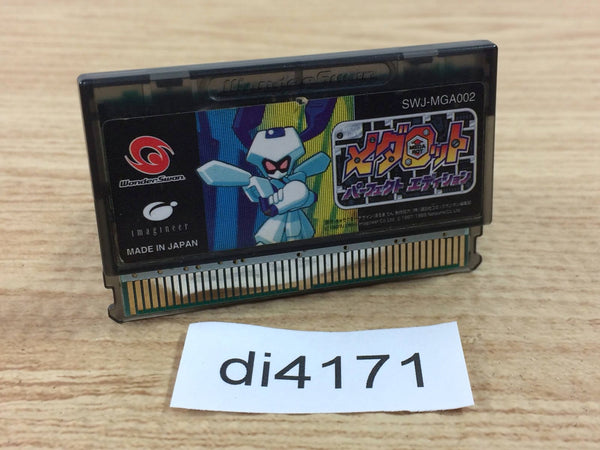 WonderSwan
SWJ-MGA002
WonderSwan
メダロット
パーフェクト エディション
imagineer
MADE IN JAPAN
di4171